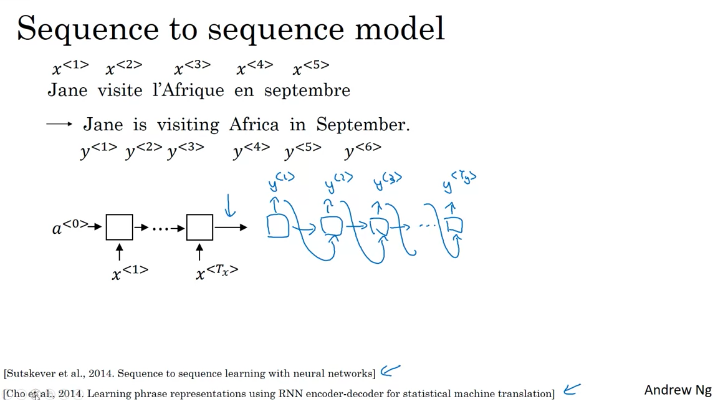 Sequence to sequence model
x<1> x<2> x<3> x<4> x<5>
Jane visite l'Afrique en septembre
→ Jane is visiting Africa in September.
y<1> y<2> y<3> y<4> y<5> y<6>
y<1> y<2> y<3> y<Ty>
a<0> → ... →
x<1> x<Tx>
[Sutskever et al., 2014. Sequence to sequence learning with neural networks]
[Cho et al., 2014. Learning phrase representations using RNN encoder-decoder for statistical machine translation]
Andrew Ng